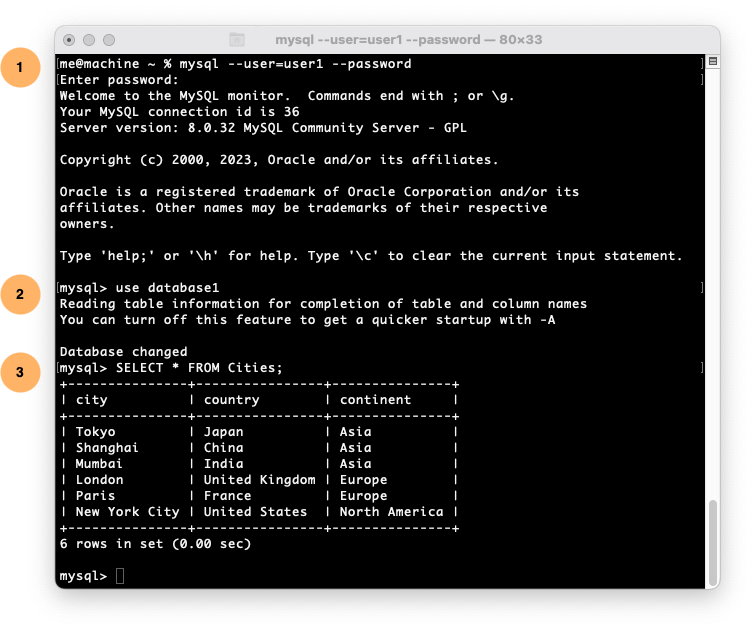 mysql --user=user1 --password — 80×33
1
[me@machine ~ % mysql --user=user1 --password ]
[Enter password: ]
Welcome to the MySQL monitor.  Commands end with ; or \g.
Your MySQL connection id is 36
Server version: 8.0.32 MySQL Community Server - GPL
Copyright (c) 2000, 2023, Oracle and/or its affiliates.
Oracle is a registered trademark of Oracle Corporation and/or its
affiliates. Other names may be trademarks of their respective
owners.
Type 'help;' or '\h' for help. Type '\c' to clear the current input statement.
2
[mysql> use database1 ]
Reading table information for completion of table and column names
You can turn off this feature to get a quicker startup with -A
Database changed
3
[mysql> SELECT * FROM Cities; ]
+---------------+----------------+---------------+
| city          | country        | continent     |
+---------------+----------------+---------------+
| Tokyo         | Japan          | Asia          |
| Shanghai      | China          | Asia          |
| Mumbai        | India          | Asia          |
| London        | United Kingdom | Europe        |
| Paris         | France         | Europe        |
| New York City | United States  | North America |
+---------------+----------------+---------------+
6 rows in set (0.00 sec)
mysql>